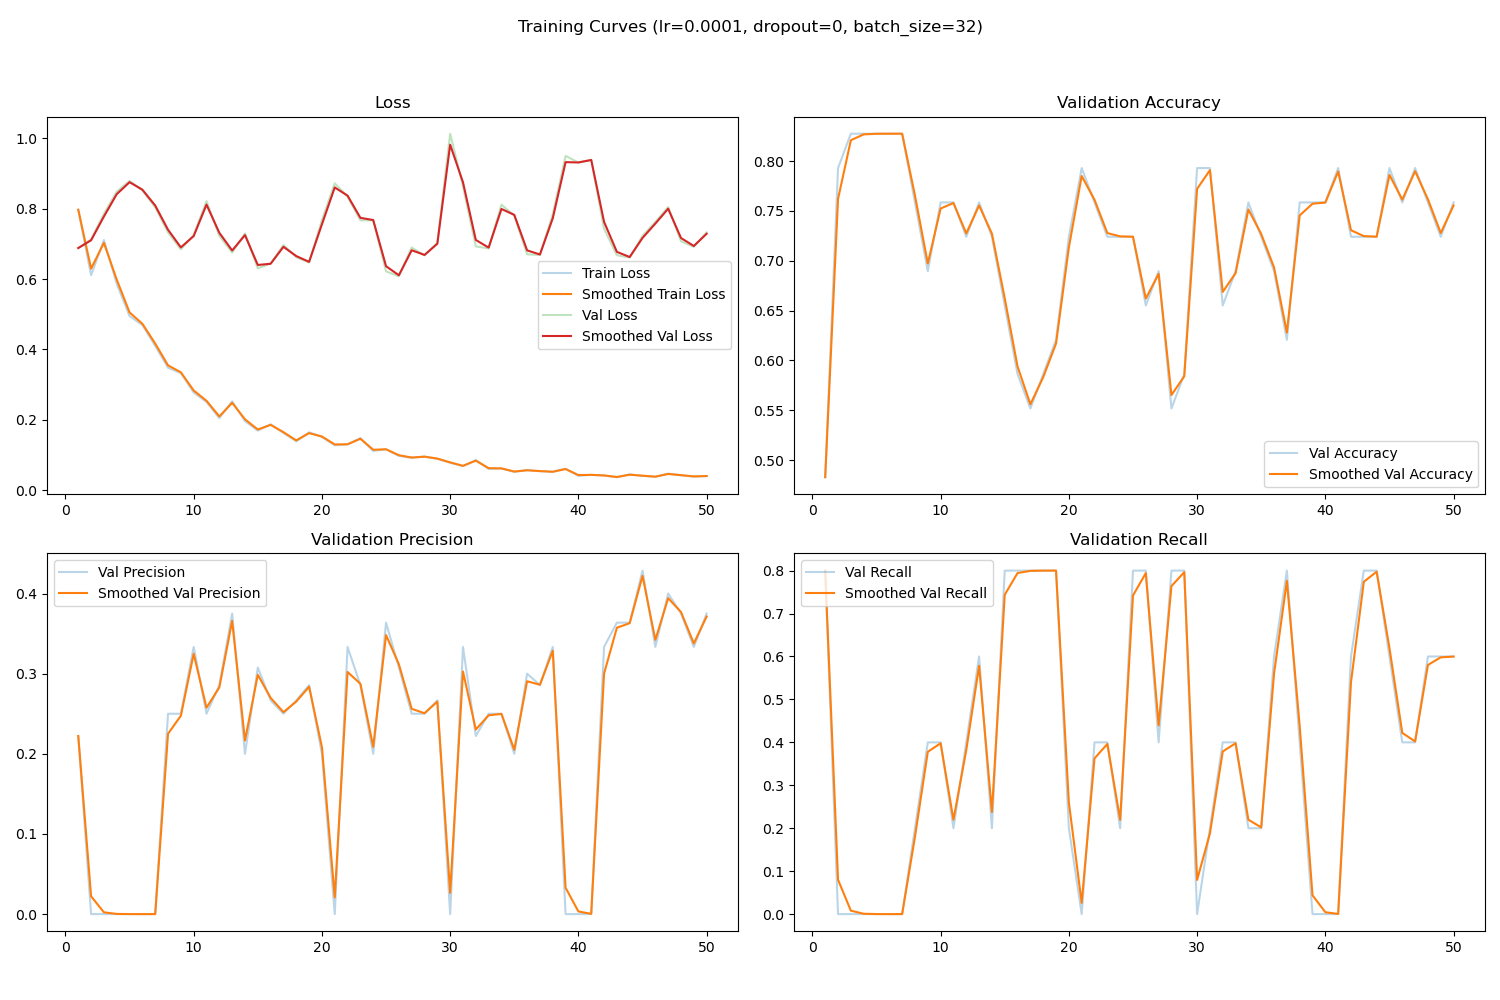 Training Curves (lr=0.0001, dropout=0, batch_size=32)
Loss
1.0
0.8
0.6
0.4
0.2
0.0
0 10 20 30 40 50
Train Loss
Smoothed Train Loss
Val Loss
Smoothed Val Loss
Validation Accuracy
0.80
0.75
0.70
0.65
0.60
0.55
0.50
0 10 20 30 40 50
Val Accuracy
Smoothed Val Accuracy
Validation Precision
Val Precision
Smoothed Val Precision
0.4
0.3
0.2
0.1
0.0
0 10 20 30 40 50
Validation Recall
Val Recall
Smoothed Val Recall
0.8
0.7
0.6
0.5
0.4
0.3
0.2
0.1
0.0
0 10 20 30 40 50